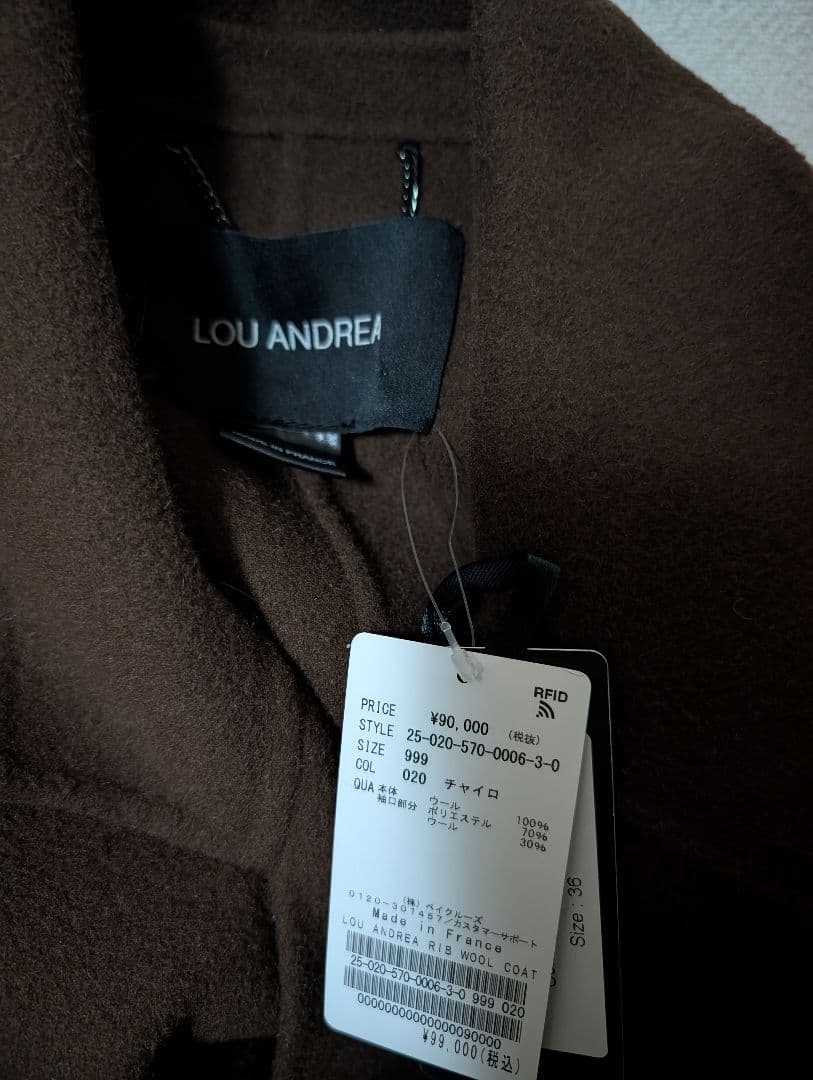 LOU ANDREA
MADE IN FRANCE
RFID
PRICE ¥90,000 (税抜)
STYLE 25-020-570-0006-3-0
SIZE 999
COL 020 チャイロ
QUA 本体 ウール 100%
袖口部分 ポリエステル 70%
ウール 30%
(株)ベイクルーズ
0120-301457/カスタマーサポート
Made in France
LOU ANDREA RIB WOOL COAT
25-020-570-0006-3-0 999 020
¥99,000(税込)
Size: 36